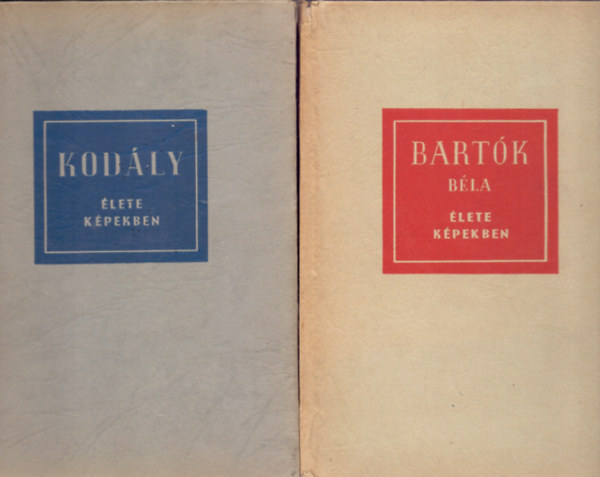 KODÁLY
ÉLETE
KÉPEKBEN
BARTÓK
BÉLA
ÉLETE
KÉPEKBEN